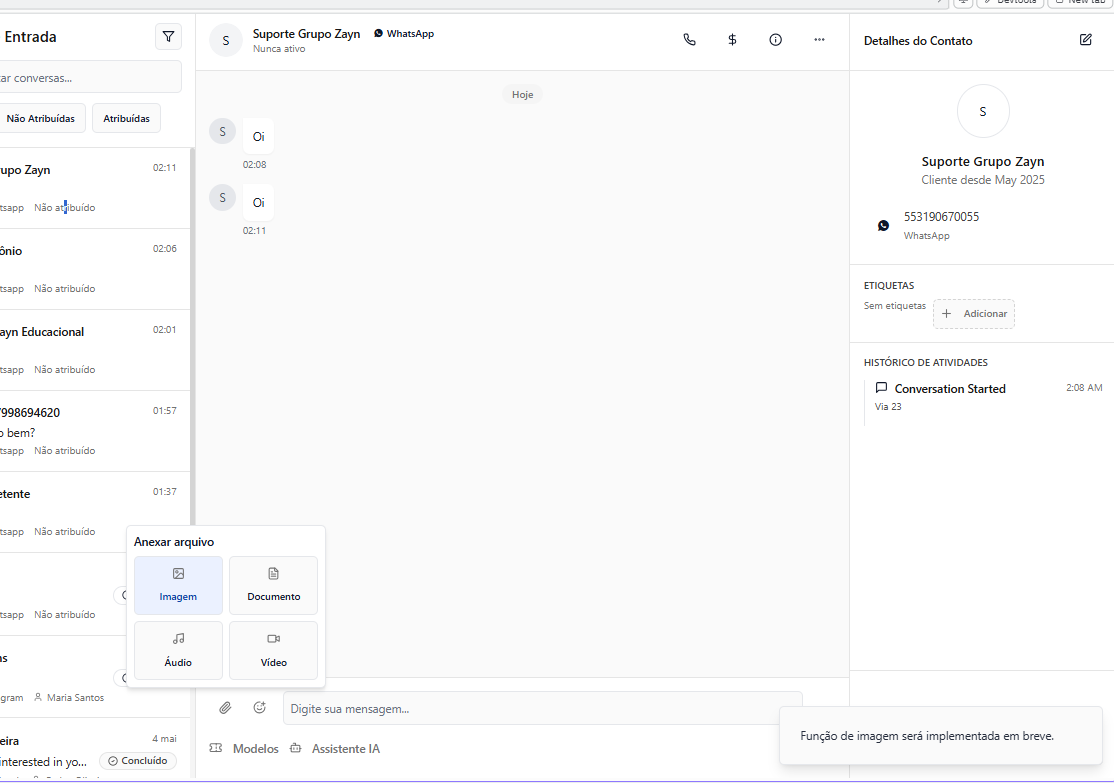 Devtools
New tab
Entrada
ar conversas...
Não Atribuídas
Atribuídas
upo Zayn
02:11
tsapp
Não atribuído
ônio
02:06
tsapp
Não atribuído
ayn Educacional
02:01
tsapp
Não atribuído
7998694620
01:57
o bem?
tsapp
Não atribuído
etente
01:37
tsapp
Não atribuído
tsapp
Não atribuído
as
gram
Maria Santos
eira
4 mai
interested in yo...
Concluído
S
Suporte Grupo Zayn
WhatsApp
Nunca ativo
Hoje
S
Oi
02:08
S
Oi
02:11
Anexar arquivo
Imagem
Documento
Áudio
Vídeo
Digite sua mensagem...
Modelos
Assistente IA
Detalhes do Contato
S
Suporte Grupo Zayn
Cliente desde May 2025
553190670055
WhatsApp
ETIQUETAS
Sem etiquetas
Adicionar
HISTÓRICO DE ATIVIDADES
Conversation Started
2:08 AM
Via 23
Função de imagem será implementada em breve.